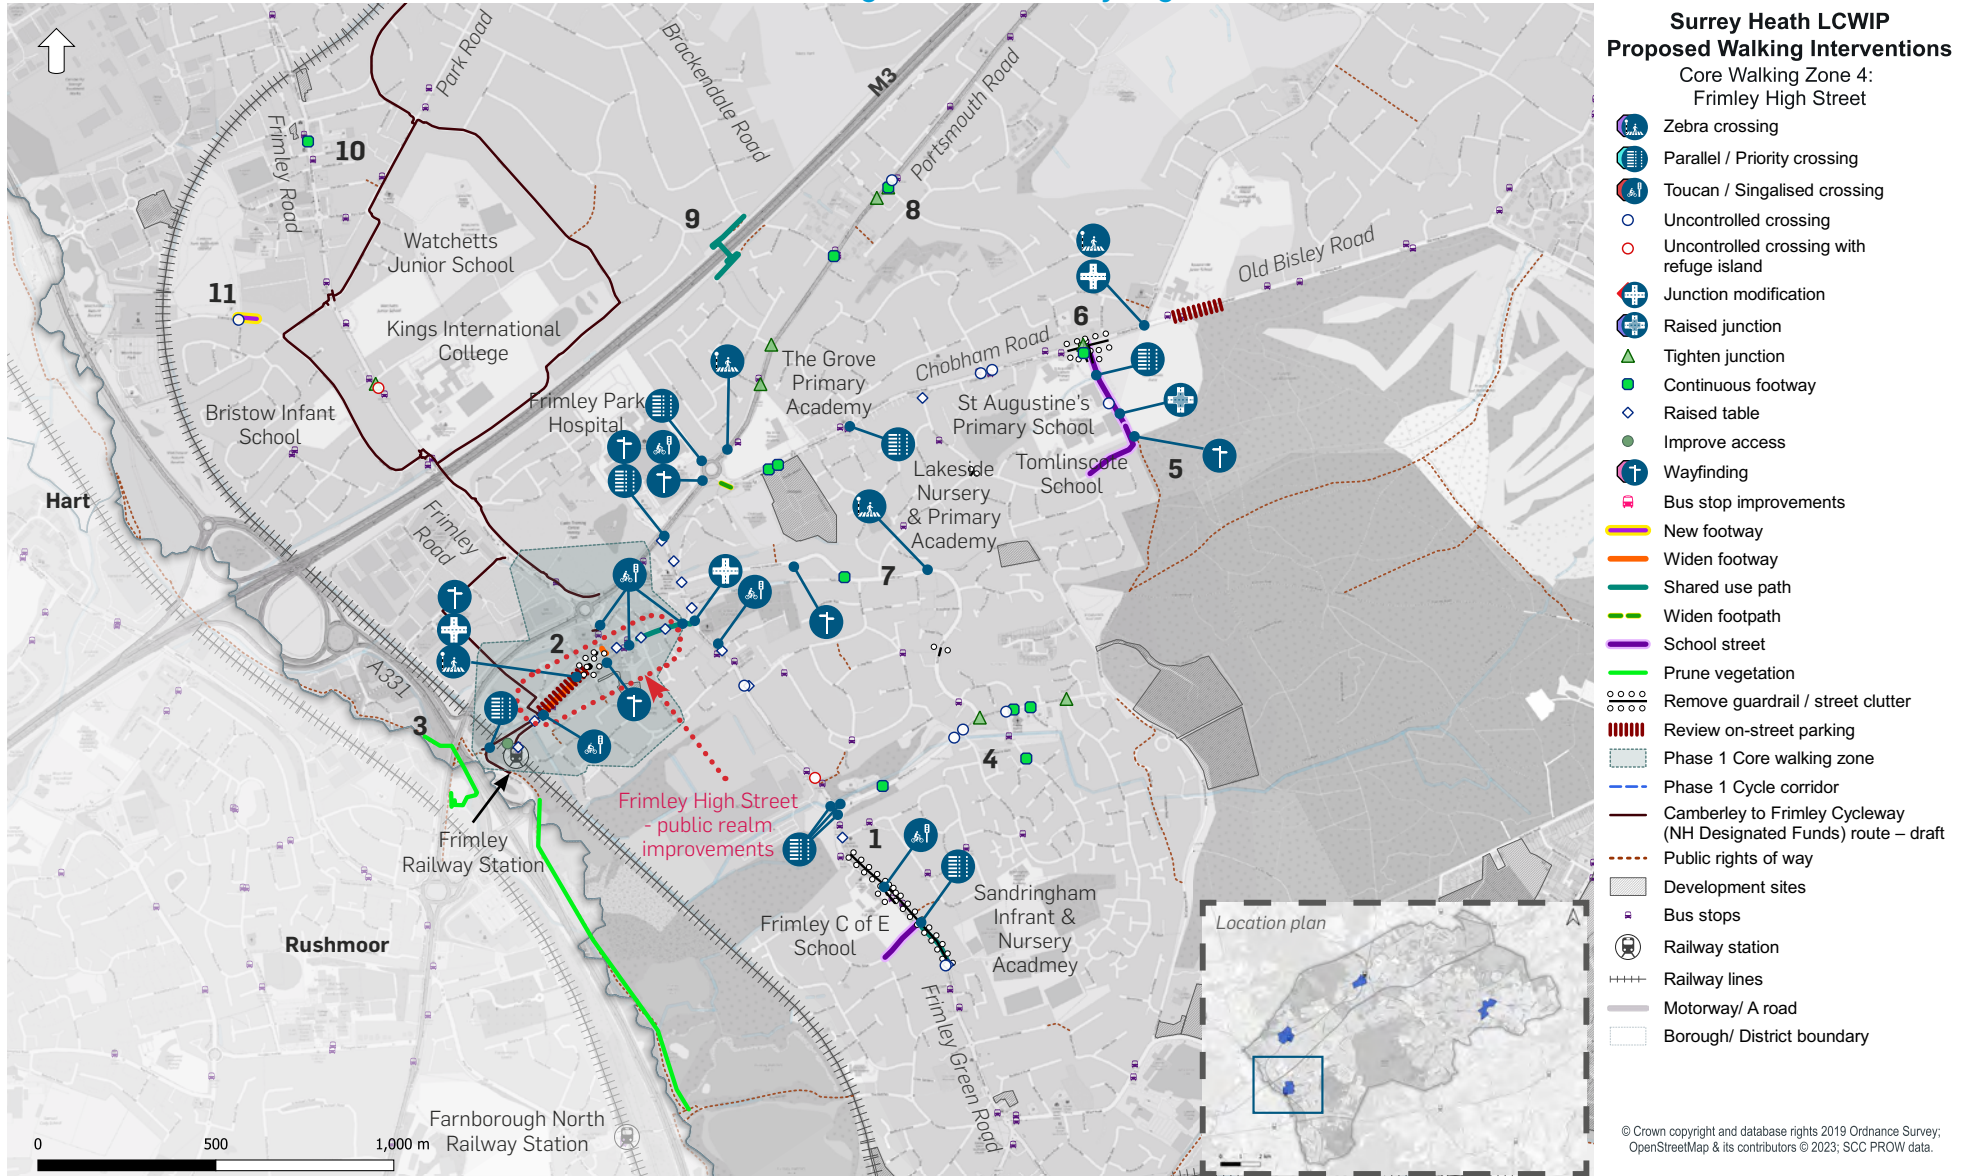 Surrey Heath LCWIP
Proposed Walking Interventions
Core Walking Zone 4:
Frimley High Street
Zebra crossing
Parallel / Priority crossing
Toucan / Singalised crossing
Uncontrolled crossing
Uncontrolled crossing with
refuge island
Junction modification
Raised junction
Tighten junction
Continuous footway
Raised table
Improve access
Wayfinding
Bus stop improvements
New footway
Widen footway
Shared use path
Widen footpath
School street
Prune vegetation
Remove guardrail / street clutter
Review on-street parking
Phase 1 Core walking zone
Phase 1 Cycle corridor
Camberley to Frimley Cycleway
(NH Designated Funds) route – draft
Public rights of way
Development sites
Bus stops
Railway station
Railway lines
Motorway/ A road
Borough/ District boundary
© Crown copyright and database rights 2019 Ordnance Survey;
OpenStreetMap & its contributors © 2023; SCC PROW data.
Park Road
Brackendale Road
M3
Portsmouth Road
Frimley Road
10
Watchetts
Junior School
9
8
Old Bisley Road
11
Kings International
College
6
Chobham Road
The Grove
Primary
Academy
Frimley Park
Hospital
Bristow Infant
School
St Augustine's
Primary School
Tomlinscote
School
5
Lakeside
Nursery
& Primary
Academy
Hart
Frimley
Road
7
2
A331
3
4
Frimley High Street
- public realm
improvements
Frimley
Railway Station
1
Frimley C of E
School
Sandringham
Infrant &
Nursery
Acadmey
Rushmoor
Frimley Green Road
Farnborough North
Railway Station
0 500 1,000 m
Location plan